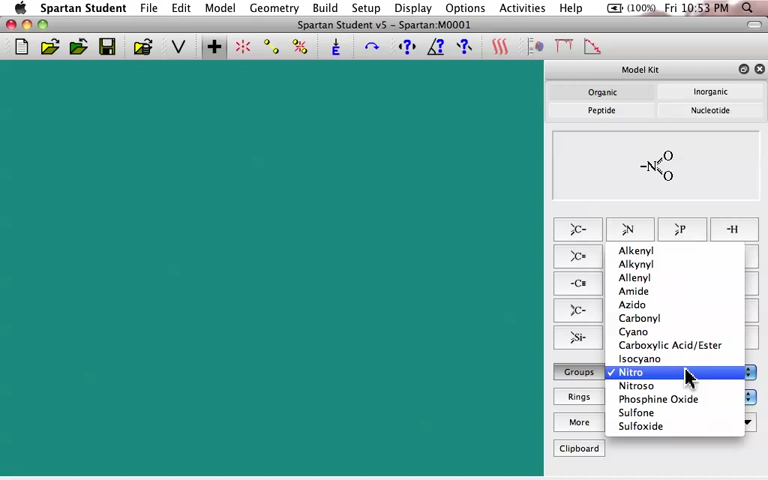 Spartan Student File Edit Model Geometry Build Setup Display Options Activities Help (100%) Fri 10:53 PM
Spartan Student v5 - Spartan:M0001
Model Kit
Organic Inorganic
Peptide Nucleotide
-N O
O
C- N P -H
C=
-C≡
C-
Si-
Alkenyl
Alkynyl
Allenyl
Amide
Azido
Carbonyl
Cyano
Carboxylic Acid/Ester
Isocyano
Groups ✓ Nitro
Nitroso
Rings Phosphine Oxide
Sulfone
More Sulfoxide
Clipboard